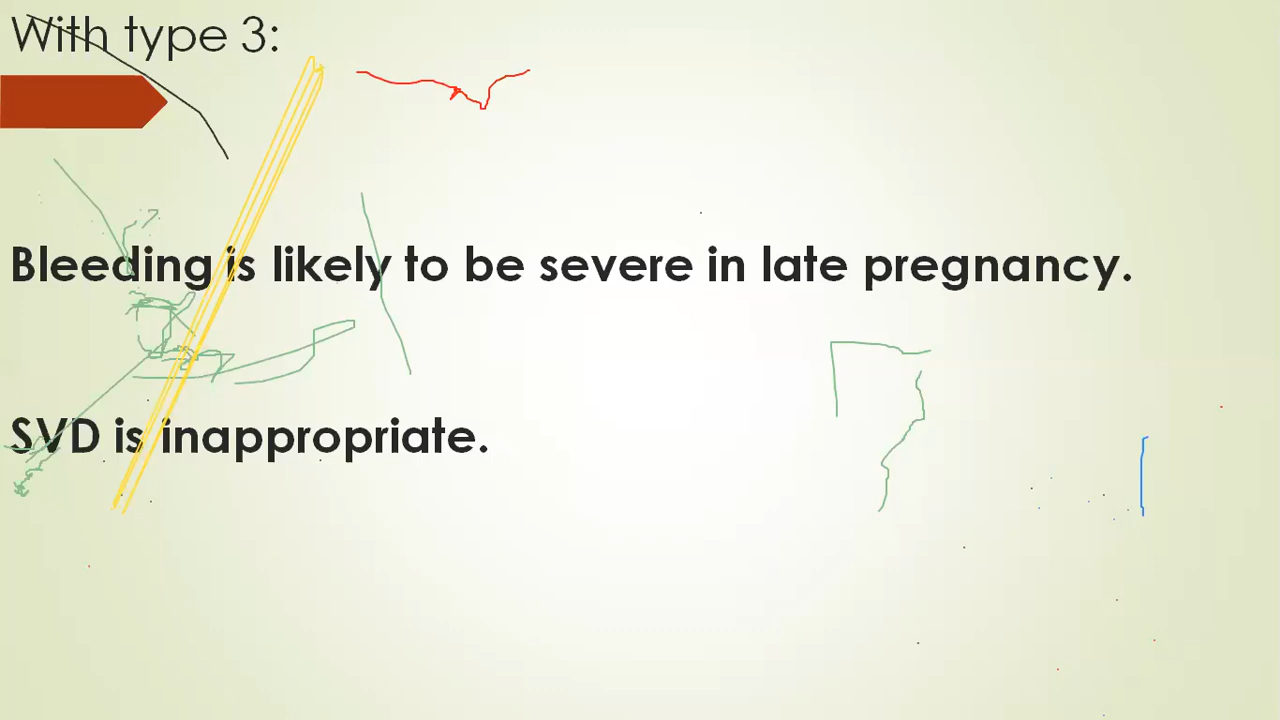 With type 3:
Bleeding is likely to be severe in late pregnancy.
SVD is inappropriate.